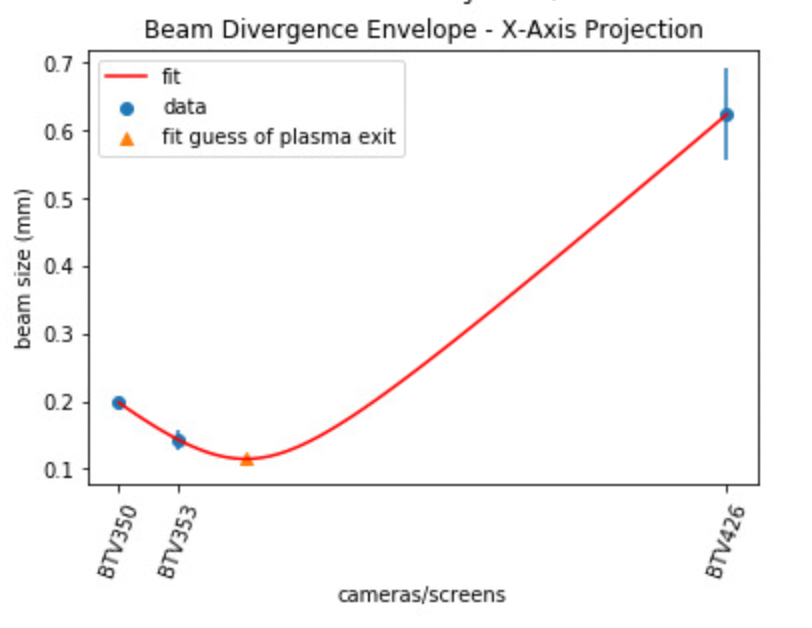 Beam Divergence Envelope - X-Axis Projection
fit
data
fit guess of plasma exit
0.7
0.6
0.5
0.4
0.3
0.2
0.1
beam size (mm)
BTV350
BTV353
BTV426
cameras/screens